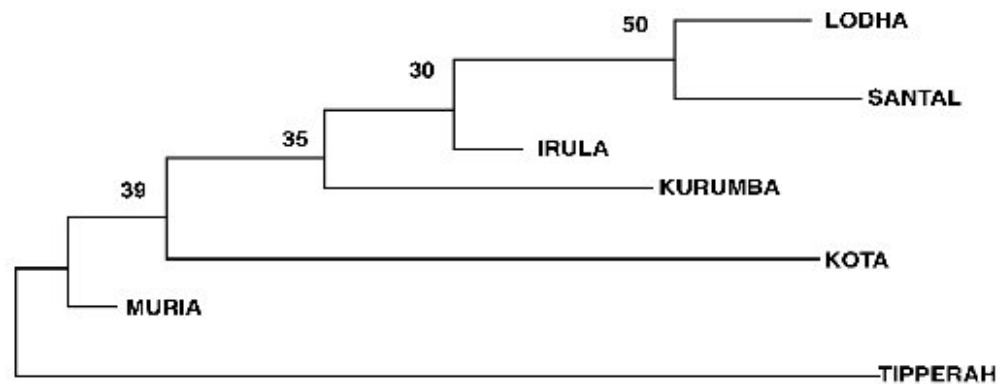 50
LODHA
30
SANTAL
35
IRULA
39
KURUMBA
KOTA
MURIA
TIPPERAH